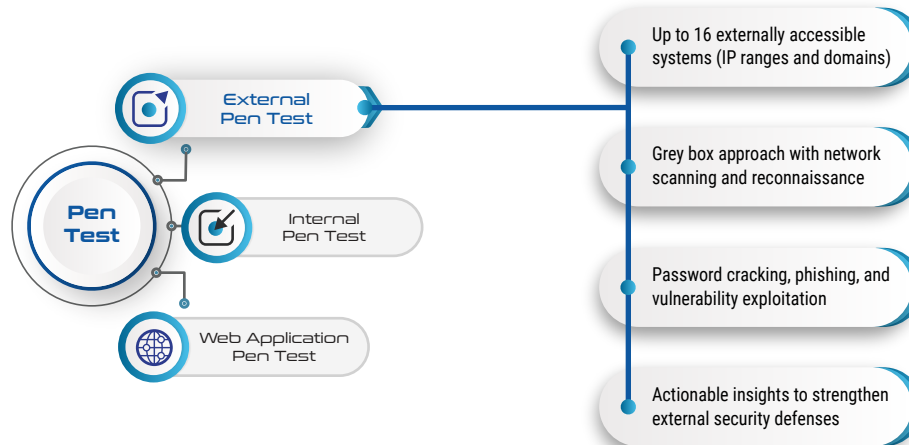 Pen
Test
External
Pen Test
Internal
Pen Test
Web Application
Pen Test
Up to 16 externally accessible
systems (IP ranges and domains)
Grey box approach with network
scanning and reconnaissance
Password cracking, phishing, and
vulnerability exploitation
Actionable insights to strengthen
external security defenses